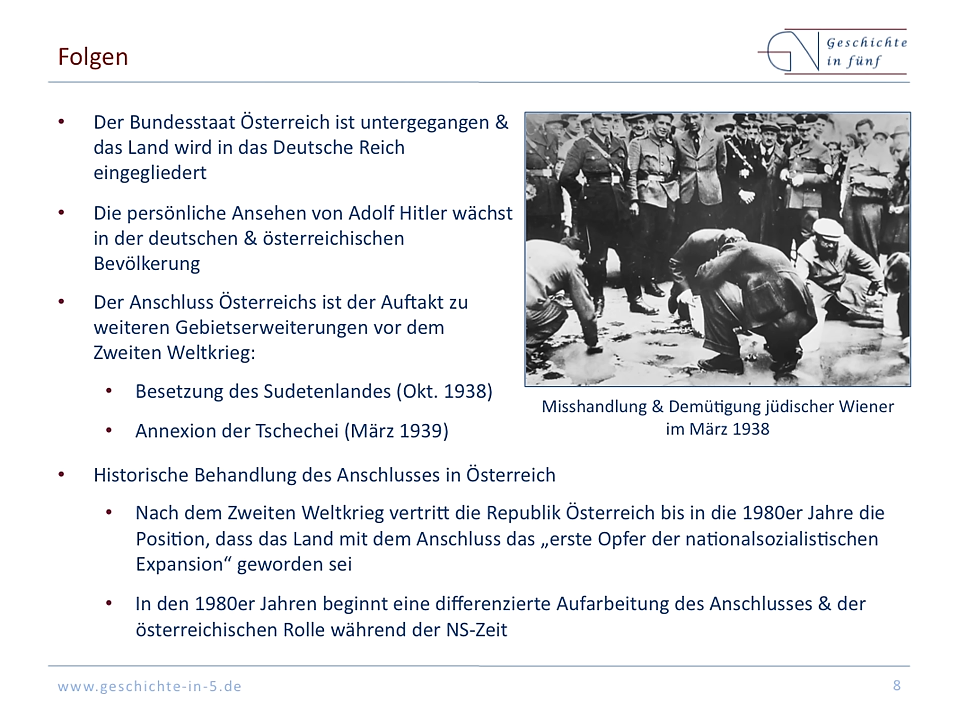 Folgen
Geschichte
in fünf
• Der Bundesstaat Österreich ist untergegangen &
das Land wird in das Deutsche Reich
eingegliedert
• Die persönliche Ansehen von Adolf Hitler wächst
in der deutschen & österreichischen
Bevölkerung
• Der Anschluss Österreichs ist der Auftakt zu
weiteren Gebietserweiterungen vor dem
Zweiten Weltkrieg:
• Besetzung des Sudetenlandes (Okt. 1938)
• Annexion der Tschechei (März 1939)
Misshandlung & Demütigung jüdischer Wiener
im März 1938
• Historische Behandlung des Anschlusses in Österreich
• Nach dem Zweiten Weltkrieg vertritt die Republik Österreich bis in die 1980er Jahre die
Position, dass das Land mit dem Anschluss das „erste Opfer der nationalsozialistischen
Expansion“ geworden sei
• In den 1980er Jahren beginnt eine differenzierte Aufarbeitung des Anschlusses & der
österreichischen Rolle während der NS-Zeit
www.geschichte-in-5.de
8